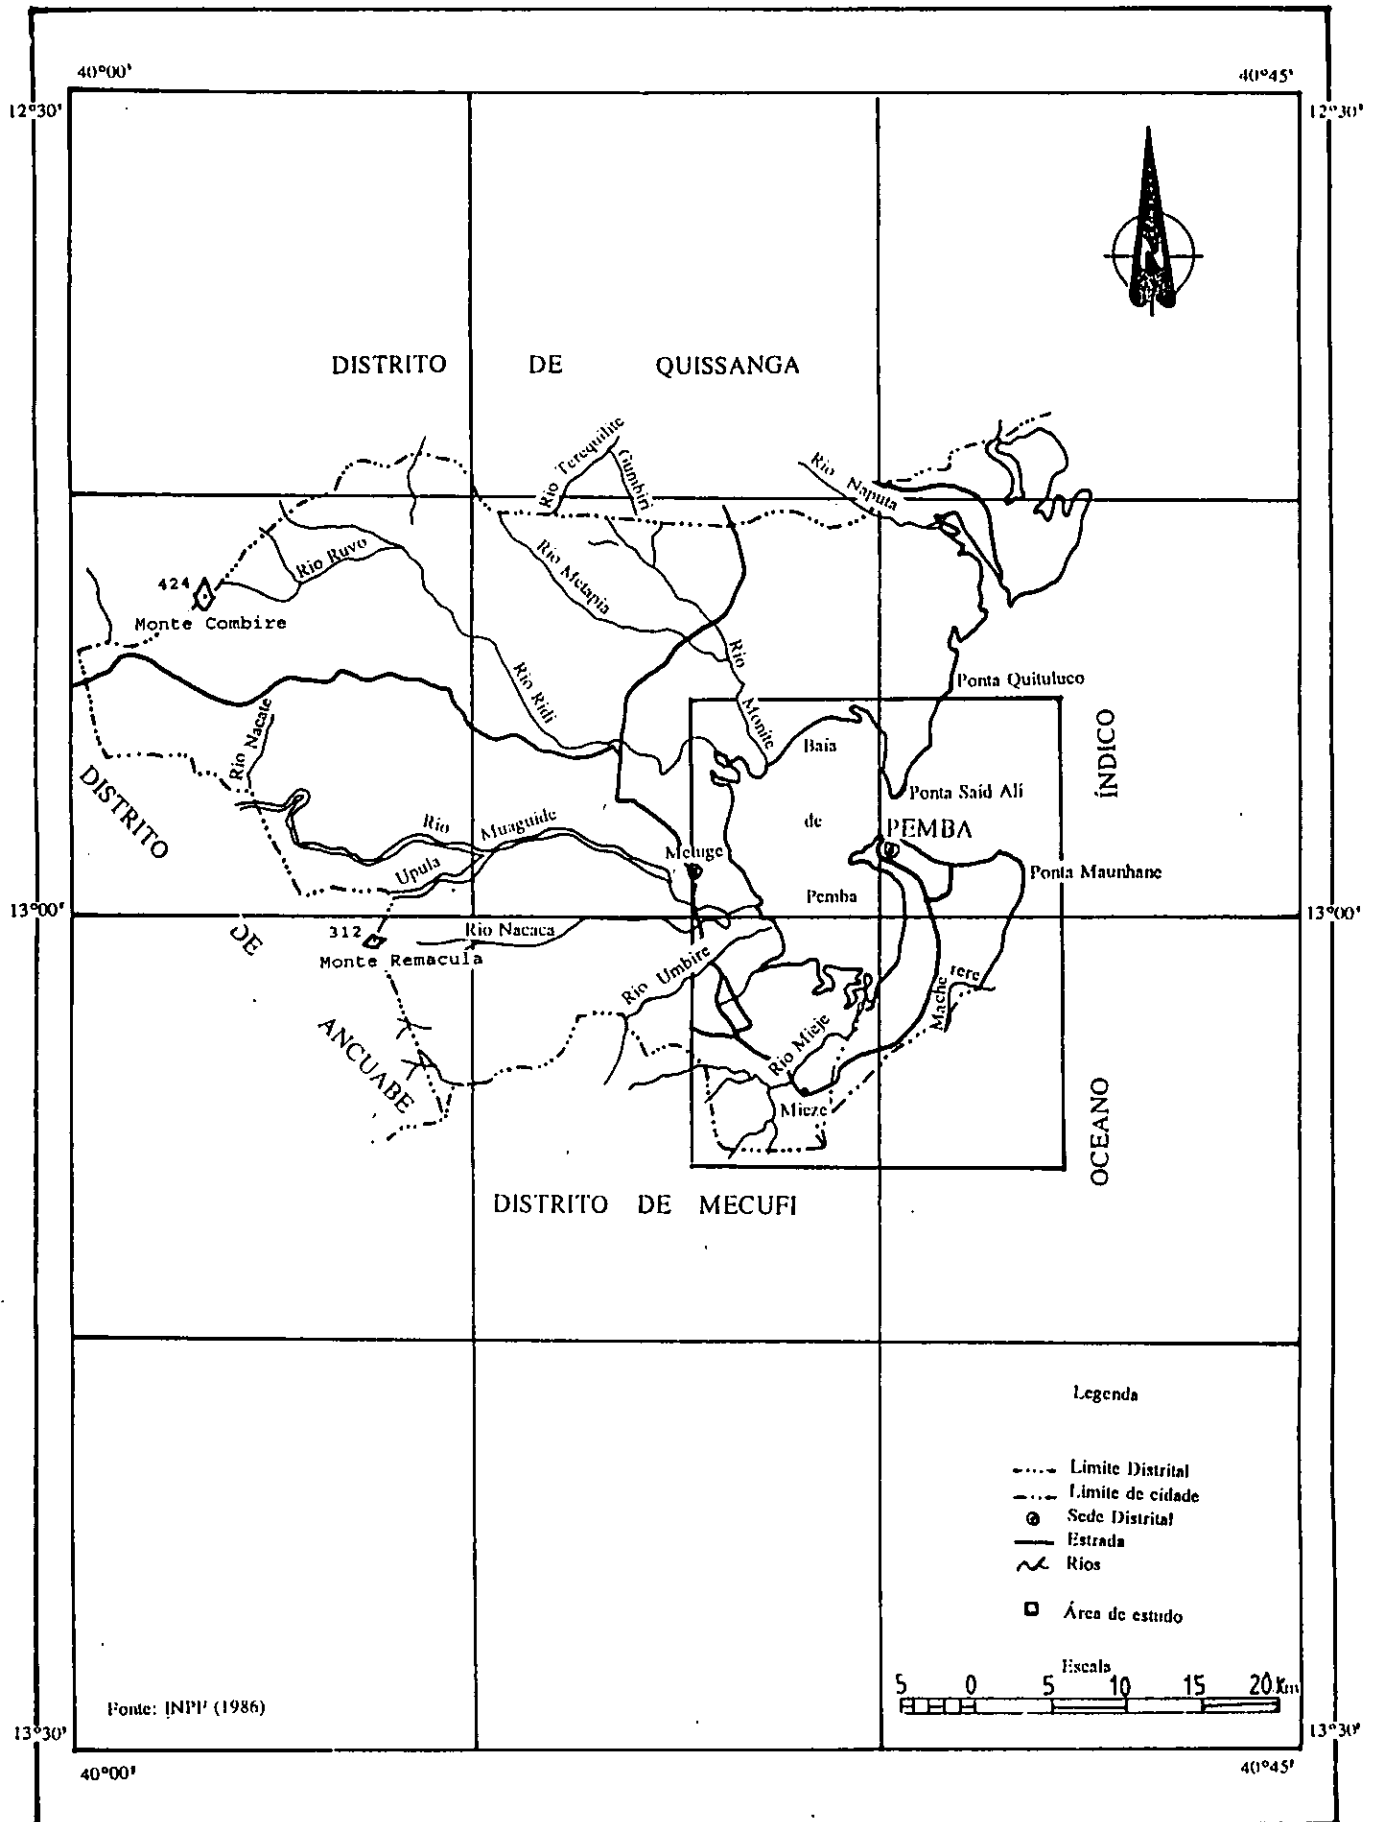 40°00'
40°45'
12°30'
12°30'
DISTRITO DE QUISSANGA
Rio Terequilite
Gumbiri
Rio Naputa
Rio Ruvo
Rio Metapia
424
Monte Combire
Rio Monite
Rio Ridi
Ponta Quituluco
Rio Nacate
Baia
de
Pemba
ÍNDICO
Ponta Said Ali
DISTRITO
DE
ANCUABE
PEMBA
Rio Muaguide
Upula
Metuge
Ponta Maunhane
13°00'
13°00'
312
Monte Remacula
Rio Nacaca
Rio Umbire
Macherere
Rio Mieje
Mieze
OCEANO
DISTRITO DE MECUFI
Legenda
Limite Distrital
Limite de cidade
Sede Distrital
Estrada
Rios
Área de estudo
Escala
5 0 5 10 15 20 Km
Fonte: INPF (1986)
13°30'
13°30'
40°00'
40°45'